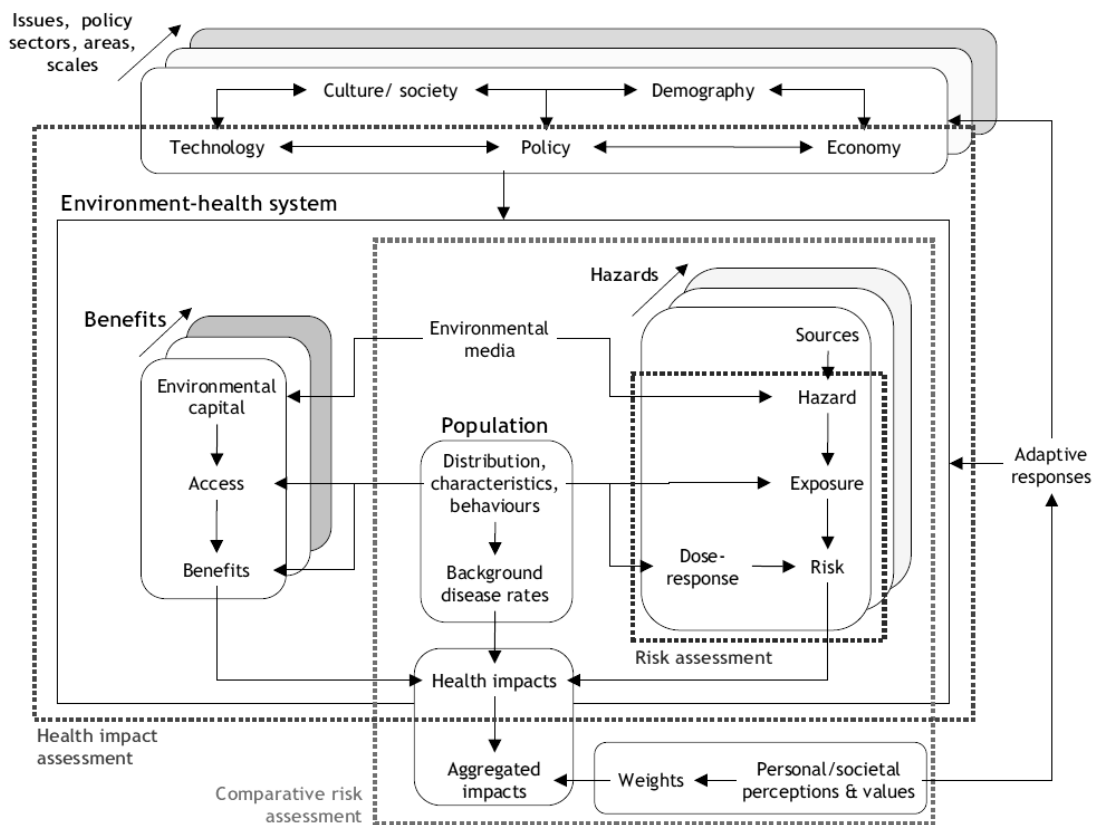 Issues, policy
sectors, areas,
scales
Culture/ society
Demography
Technology
Policy
Economy
Environment-health system
Hazards
Benefits
Environmental
media
Sources
Environmental
capital
Hazard
Population
Distribution,
characteristics,
behaviours
Access
Exposure
Adaptive
responses
Benefits
Background
disease rates
Dose-
response
Risk
Risk assessment
Health impacts
Health impact
assessment
Aggregated
impacts
Weights
Personal/societal
perceptions & values
Comparative risk
assessment